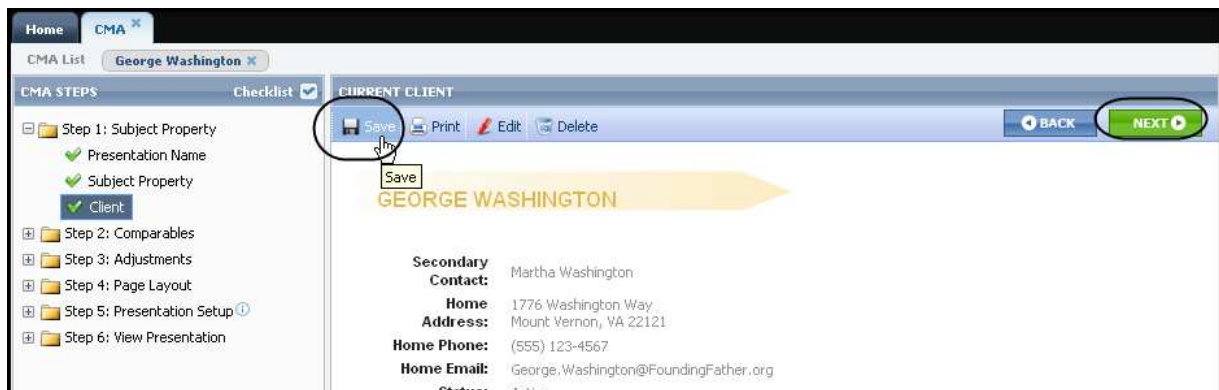 Home CMA
CMA List George Washington
CMA STEPS Checklist
CURRENT CLIENT
Save Print Edit Delete BACK NEXT
Save
Step 1: Subject Property
Presentation Name
Subject Property
Client
Step 2: Comparables
Step 3: Adjustments
Step 4: Page Layout
Step 5: Presentation Setup
Step 6: View Presentation
GEORGE WASHINGTON
Secondary
Contact: Martha Washington
Home 1776 Washington Way
Address: Mount Vernon, VA 22121
Home Phone: (555) 123-4567
Home Email: George.Washington@FoundingFather.org